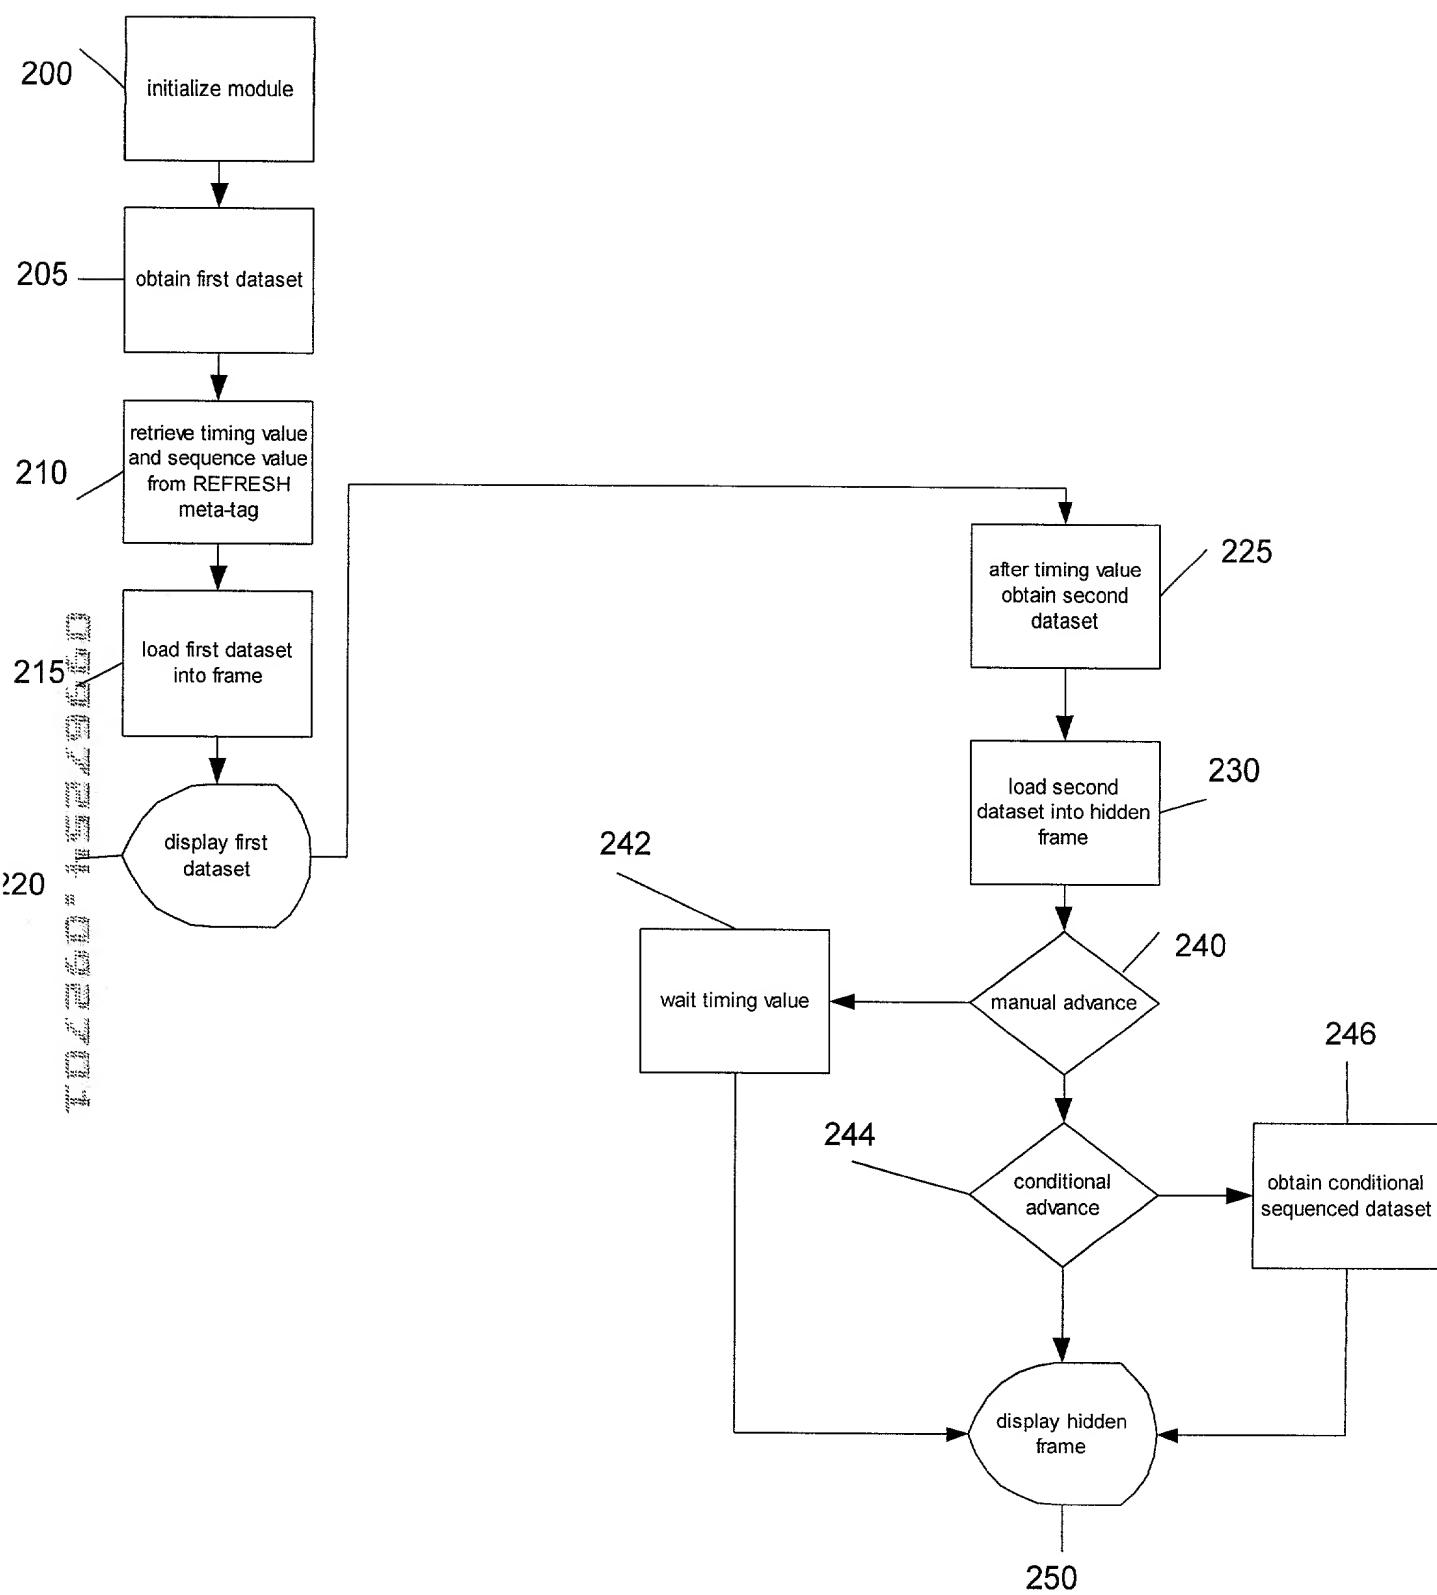 200
initialize module
205
obtain first dataset
210
retrieve timing value
and sequence value
from REFRESH
meta-tag
215
load first dataset
into frame
220
display first
dataset
225
after timing value
obtain second
dataset
230
load second
dataset into hidden
frame
240
manual advance
242
wait timing value
244
conditional
advance
246
obtain conditional
sequenced dataset
display hidden
frame
250